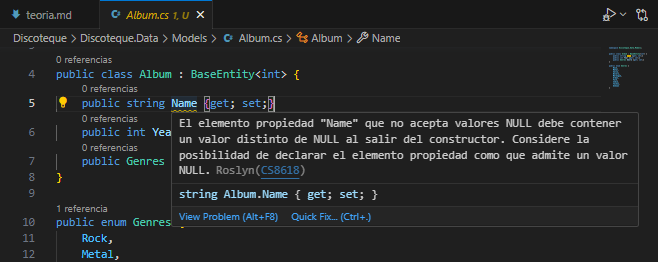 teoria.md
Album.cs 1, U
Discoteque > Discoteque.Data > Models > Album.cs > Album > Name
0 referencias
4 public class Album : BaseEntity<int> {
0 referencias
5 public string Name {get; set;}
0 referencias
6 public int Yea
0 referencias
7 public Genres
8 }
9
1 referencia
10 public enum Genres
11 Rock,
12 Metal,
El elemento propiedad "Name" que no acepta valores NULL debe contener
un valor distinto de NULL al salir del constructor. Considere la
posibilidad de declarar el elemento propiedad como que admite un valor
NULL. Roslyn(CS8618)
string Album.Name { get; set; }
View Problem (Alt+F8) Quick Fix... (Ctrl+.)